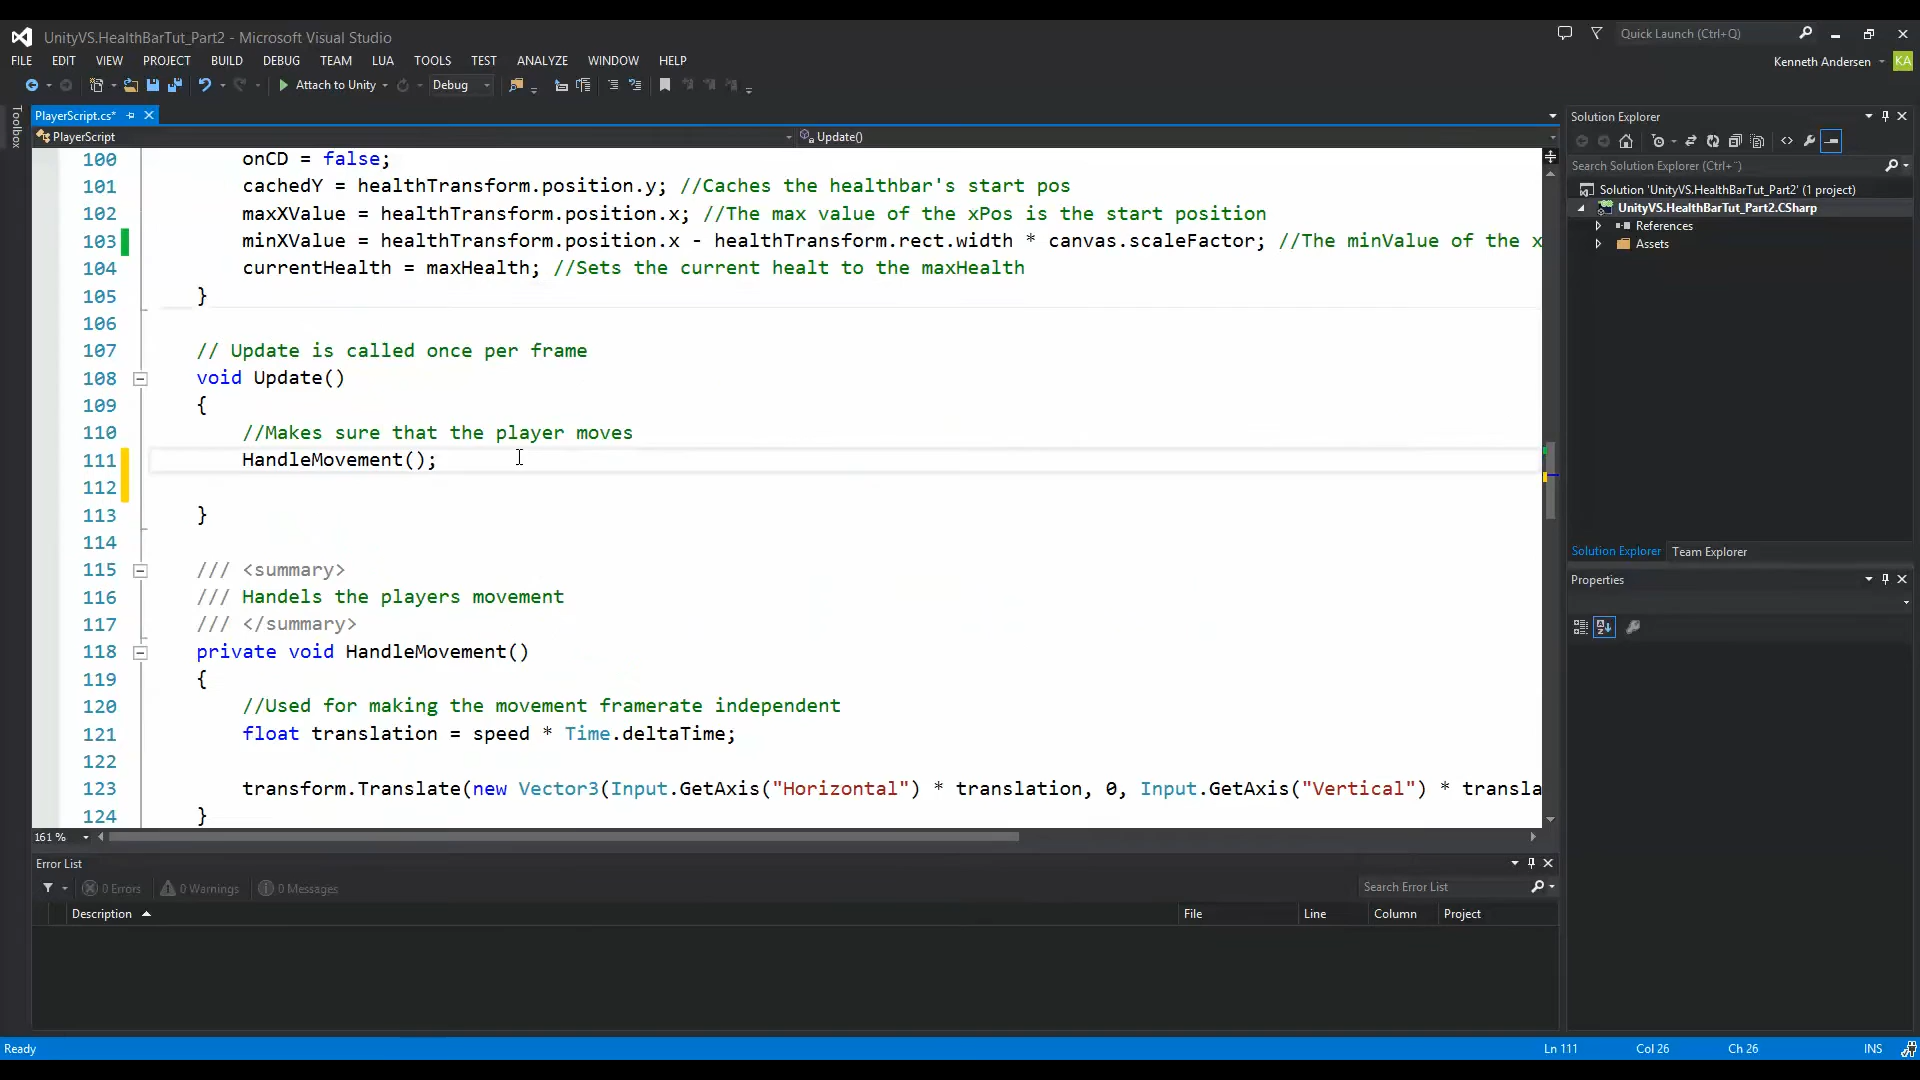 UnityVS.HealthBarTut_Part2 - Microsoft Visual Studio
Quick Launch (Ctrl+Q)
FILE EDIT VIEW PROJECT BUILD DEBUG TEAM LUA TOOLS TEST ANALYZE WINDOW HELP
Kenneth Andersen KA
Attach to Unity Debug
Toolbox
PlayerScript.cs*
PlayerScript Update()
100 onCD = false;
101 cachedY = healthTransform.position.y; //Caches the healthbar's start pos
102 maxXValue = healthTransform.position.x; //The max value of the xPos is the start position
103 minXValue = healthTransform.position.x - healthTransform.rect.width * canvas.scaleFactor; //The minValue of the x
104 currentHealth = maxHealth; //Sets the current healt to the maxHealth
105 }
106
107 // Update is called once per frame
108 void Update()
109 {
110 //Makes sure that the player moves
111 HandleMovement();
112
113 }
114
115 /// <summary>
116 /// Handels the players movement
117 /// </summary>
118 private void HandleMovement()
119 {
120 //Used for making the movement framerate independent
121 float translation = speed * Time.deltaTime;
122
123 transform.Translate(new Vector3(Input.GetAxis("Horizontal") * translation, 0, Input.GetAxis("Vertical") * transla
124 }
161 %
Error List
0 Errors 0 Warnings 0 Messages
Search Error List
Description File Line Column Project
Solution Explorer
Search Solution Explorer (Ctrl+¨)
Solution 'UnityVS.HealthBarTut_Part2' (1 project)
UnityVS.HealthBarTut_Part2.CSharp
References
Assets
Solution Explorer Team Explorer
Properties
Ready Ln 111 Col 26 Ch 26 INS